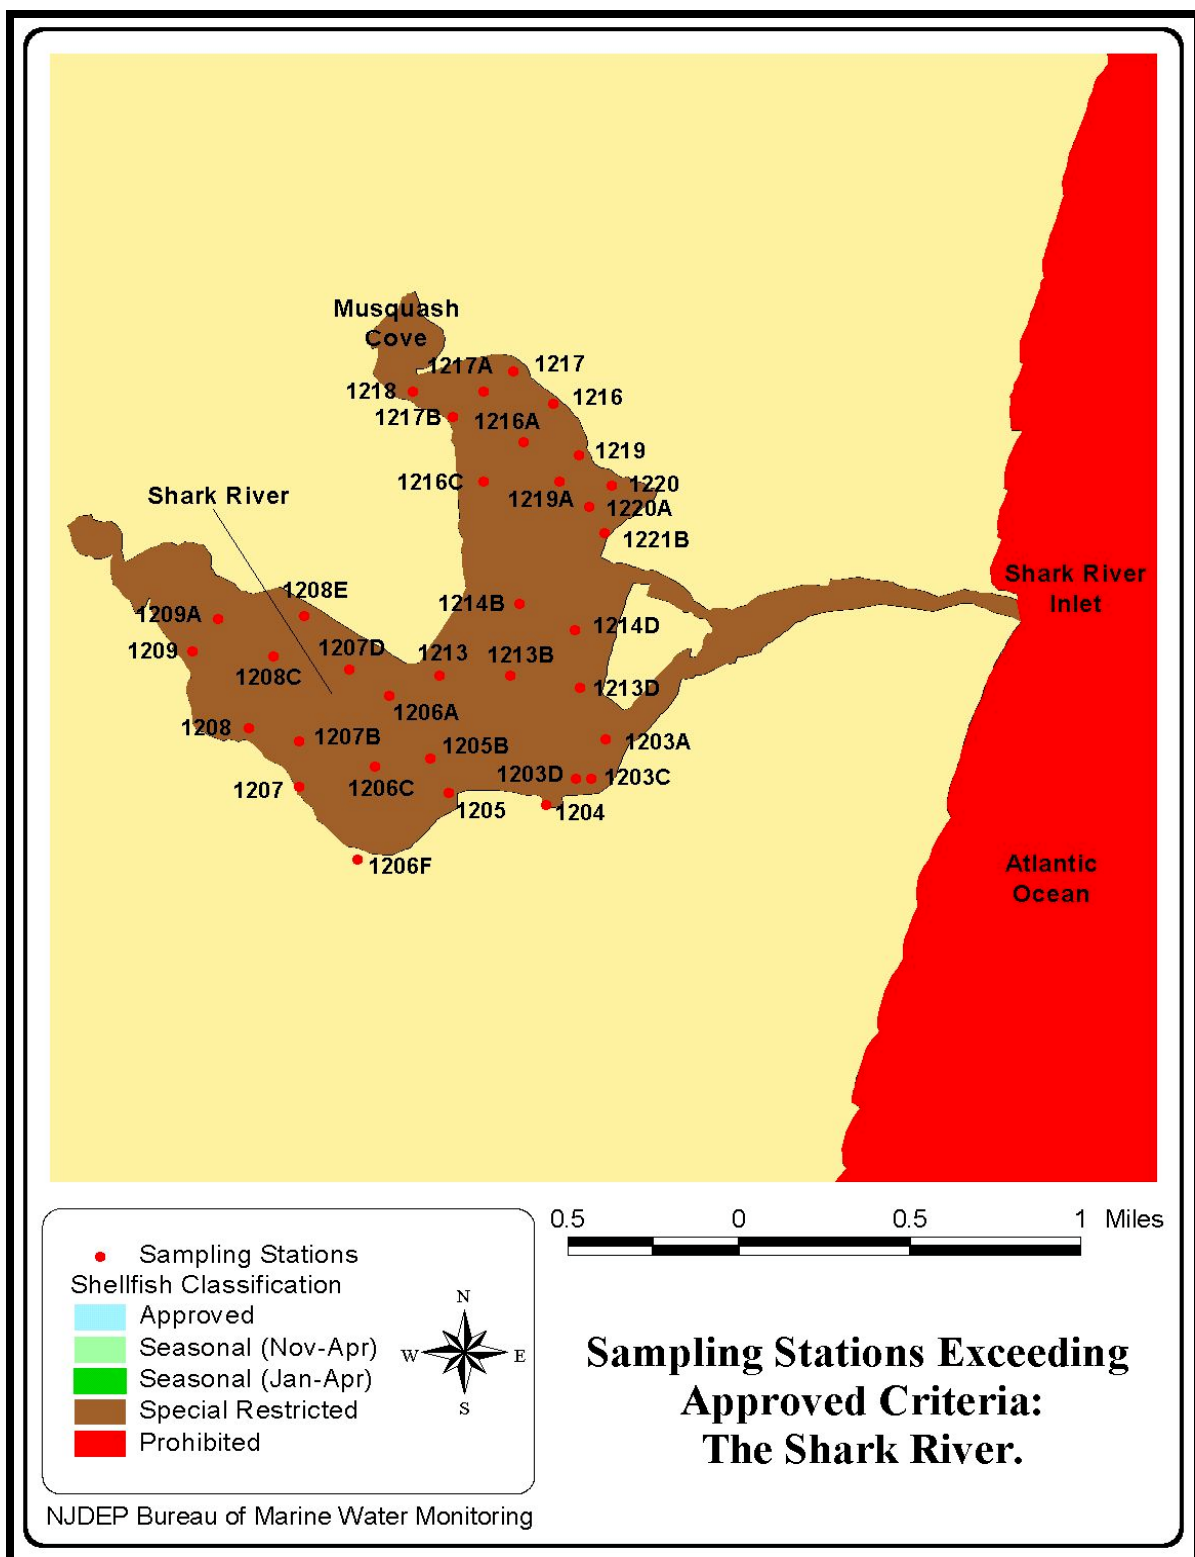 Musquash
Cove
1217A
1217
1218
1216
1217B
1216A
1219
1216C
1220
1219A
Shark River
1220A
1221B
Shark River
Inlet
1208E
1214B
1209A
1214D
1209
1207D
1213
1213B
1208C
1213D
1206A
1208
1207B
1203A
1205B
1203D
1203C
1207
1206C
1205
1204
1206F
Atlantic
Ocean
0.5 0 0.5 1 Miles
Sampling Stations
Shellfish Classification
Approved
Seasonal (Nov-Apr)
Seasonal (Jan-Apr)
Special Restricted
Prohibited
N
W E
S
Sampling Stations Exceeding
Approved Criteria:
The Shark River.
NJDEP Bureau of Marine Water Monitoring